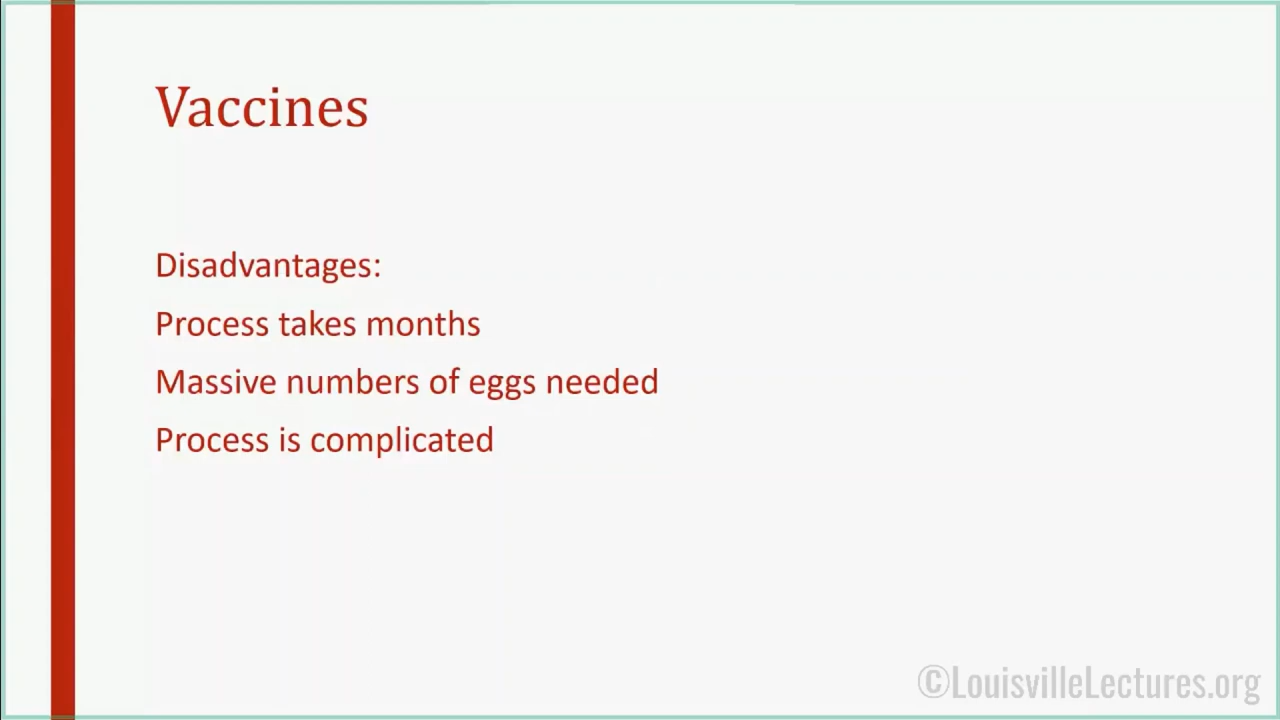 Vaccines
Disadvantages:
Process takes months
Massive numbers of eggs needed
Process is complicated
©LouisvilleLectures.org